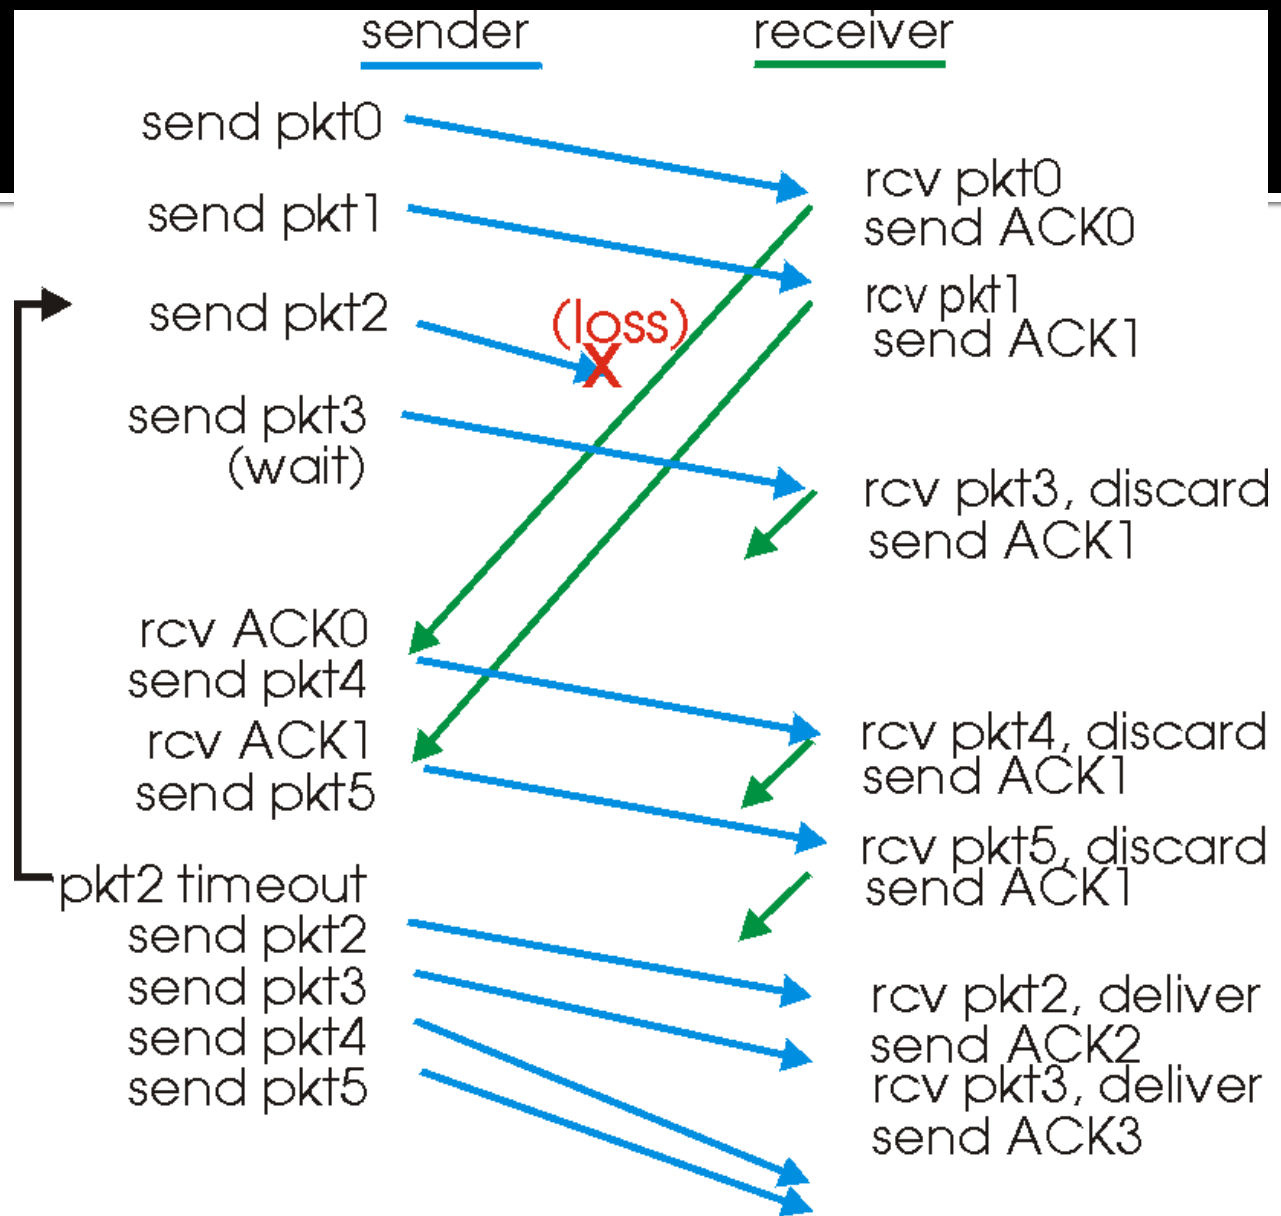 sender
receiver
send pkt0
rcv pkt0
send ACK0
send pkt1
rcv pkt1
send ACK1
send pkt2
(loss)
X
send pkt3
(wait)
rcv pkt3, discard
send ACK1
rcv ACK0
send pkt4
rcv ACK1
send pkt5
rcv pkt4, discard
send ACK1
rcv pkt5, discard
send ACK1
pkt2 timeout
send pkt2
send pkt3
send pkt4
send pkt5
rcv pkt2, deliver
send ACK2
rcv pkt3, deliver
send ACK3